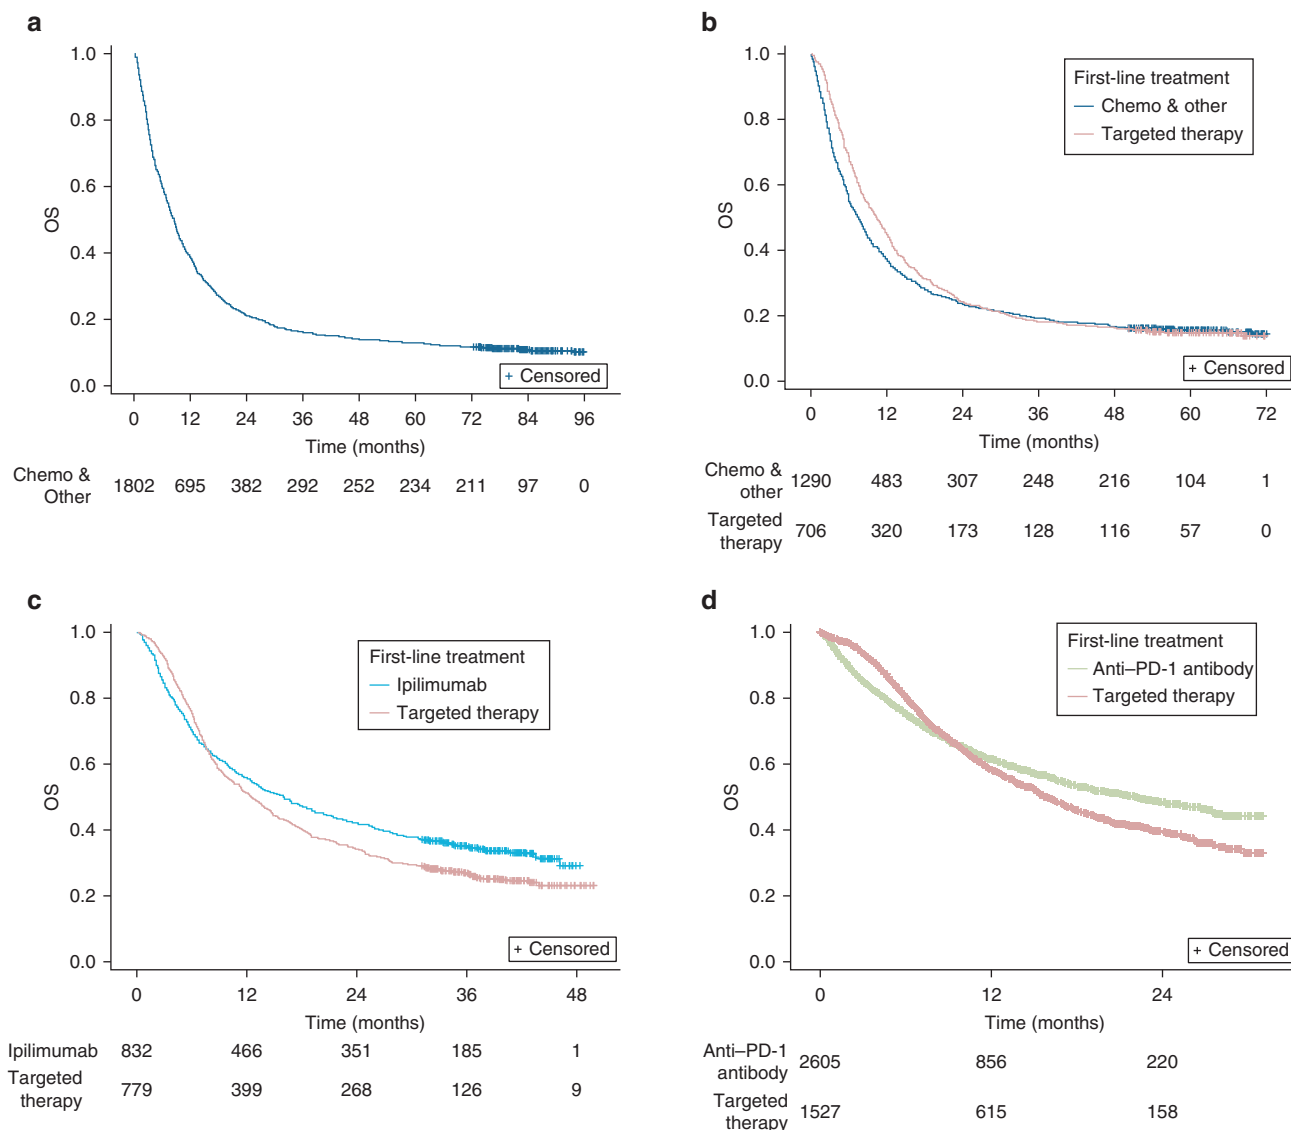 a
1.0
0.8
0.6
0.4
0.2
0.0
OS
+ Censored
0 12 24 36 48 60 72 84 96
Time (months)
Chemo &
Other
1802 695 382 292 252 234 211 97 0
b
1.0
0.8
0.6
0.4
0.2
0.0
OS
First-line treatment
Chemo & other
Targeted therapy
+ Censored
0 12 24 36 48 60 72
Time (months)
Chemo &
other
1290 483 307 248 216 104 1
Targeted
therapy
706 320 173 128 116 57 0
c
1.0
0.8
0.6
0.4
0.2
0.0
OS
First-line treatment
Ipilimumab
Targeted therapy
+ Censored
0 12 24 36 48
Time (months)
Ipilimumab 832 466 351 185 1
Targeted
therapy
779 399 268 126 9
d
1.0
0.8
0.6
0.4
0.2
0.0
OS
First-line treatment
Anti–PD-1 antibody
Targeted therapy
+ Censored
0 12 24
Time (months)
Anti–PD-1
antibody
2605 856 220
Targeted
therapy
1527 615 158